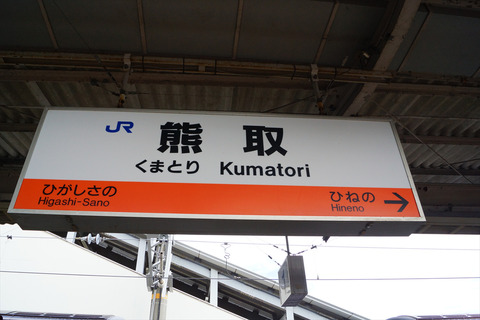 JR 熊取
くまとり Kumatori
ひがしさの ひねの →
Higashi-Sano Hineno